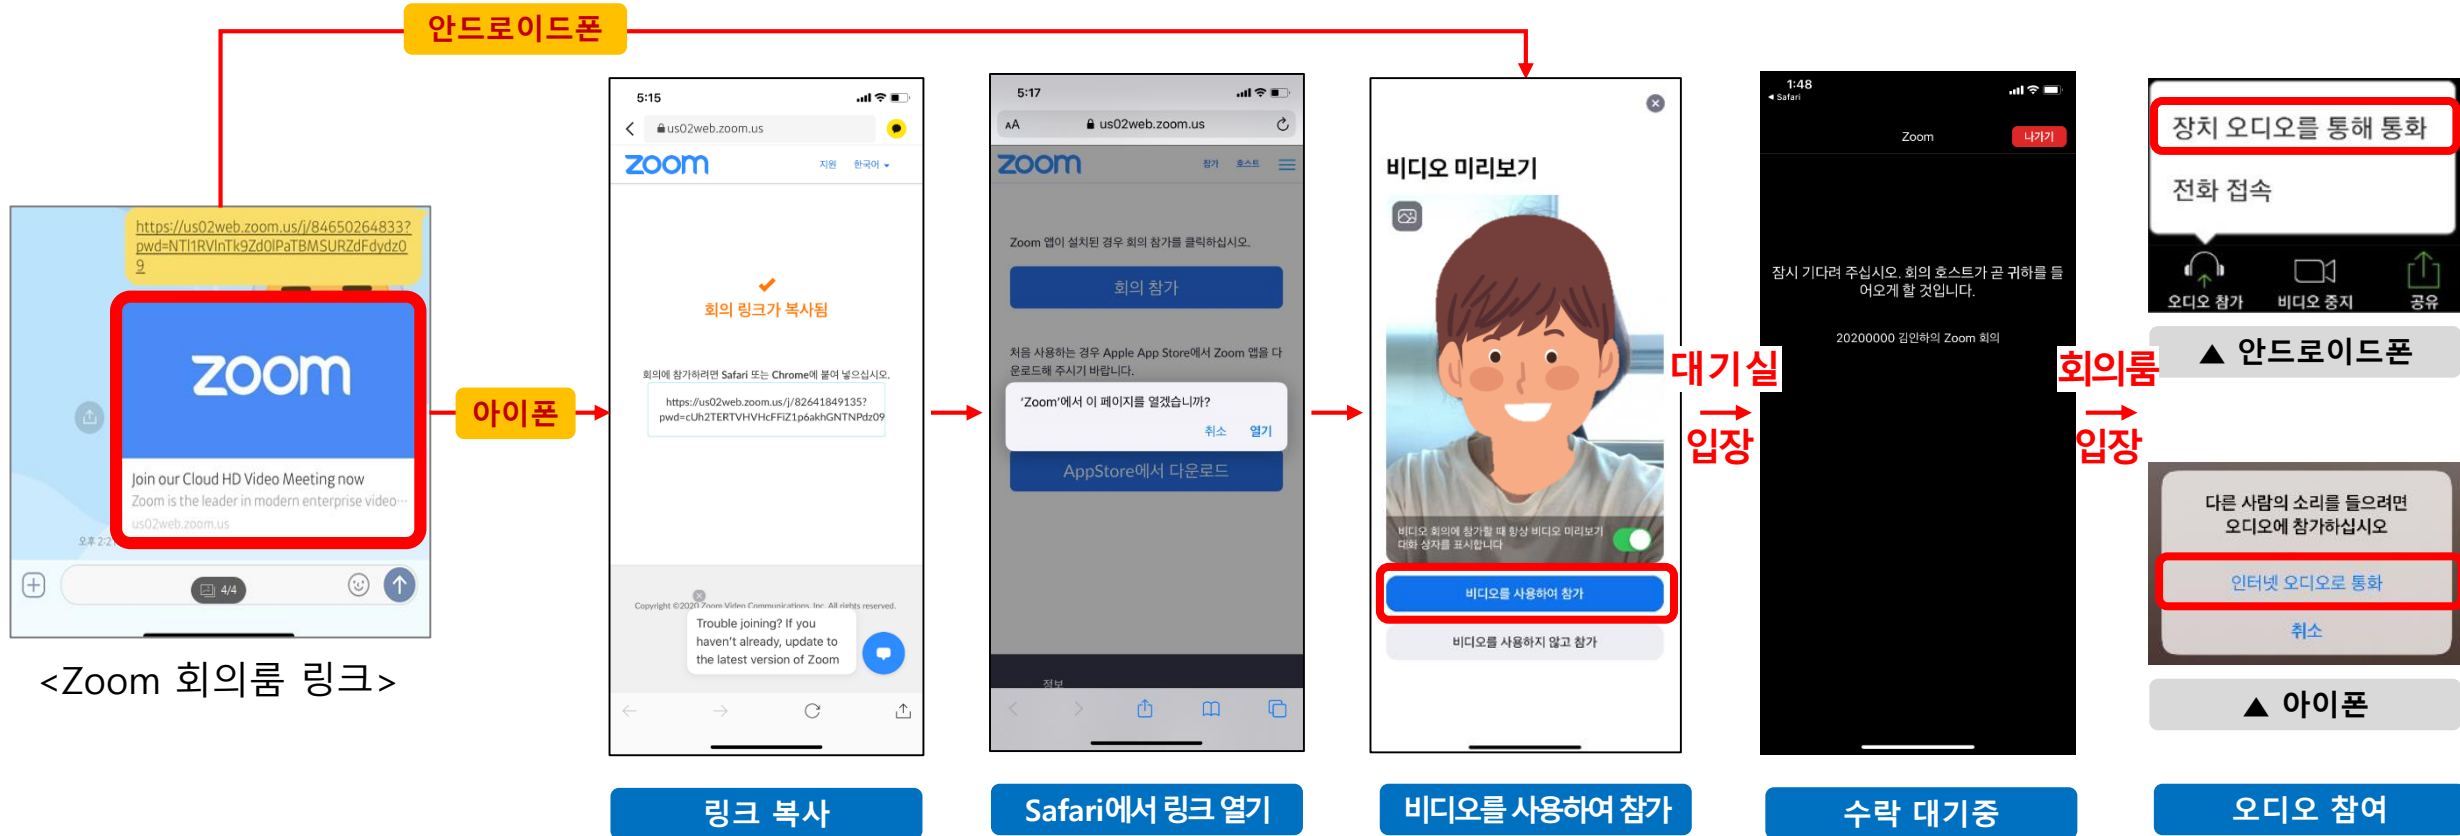 안드로이드폰
https://us02web.zoom.us/j/84650264833?
pwd=NTl1RVlnTk9Zd0lPaTBMSURZdFdydz0
9
zoom
Join our Cloud HD Video Meeting now
Zoom is the leader in modern enterprise video···
us02web.zoom.us
오후 2:2
4/4
<Zoom 회의룸 링크>
아이폰
5:15
us02web.zoom.us
zoom
지원 한국어
회의 링크가 복사됨
회의에 참가하려면 Safari 또는 Chrome에 붙여 넣으십시오.
https://us02web.zoom.us/j/82641849135?
pwd=cUh2TERTVHVHcFFiZ1p6akhGNTNPdz09
Copyright ©2020 Zoom Video Communications, Inc. All rights reserved.
Trouble joining? If you
haven't already, update to
the latest version of Zoom
링크 복사
5:17
AA us02web.zoom.us
zoom
참가 호스트
Zoom 앱이 설치된 경우 회의 참가를 클릭하십시오.
회의 참가
처음 사용하는 경우 Apple App Store에서 Zoom 앱을 다
운로드해 주시기 바랍니다.
'Zoom'에서 이 페이지를 열겠습니까?
취소 열기
AppStore에서 다운로드
정보
Safari에서 링크 열기
비디오 미리보기
비디오 회의에 참가할 때 항상 비디오 미리보기
대화 상자를 표시합니다
비디오를 사용하여 참가
비디오를 사용하지 않고 참가
비디오를 사용하여 참가
대기실
입장
1:48
Safari
Zoom
나가기
잠시 기다려 주십시오. 회의 호스트가 곧 귀하를 들
어오게 할 것입니다.
20200000 김인하의 Zoom 회의
수락 대기중
회의룸
입장
장치 오디오를 통해 통화
전화 접속
오디오 참가 비디오 중지 공유
▲ 안드로이드폰
다른 사람의 소리를 들으려면
오디오에 참가하십시오
인터넷 오디오로 통화
취소
▲ 아이폰
오디오 참여